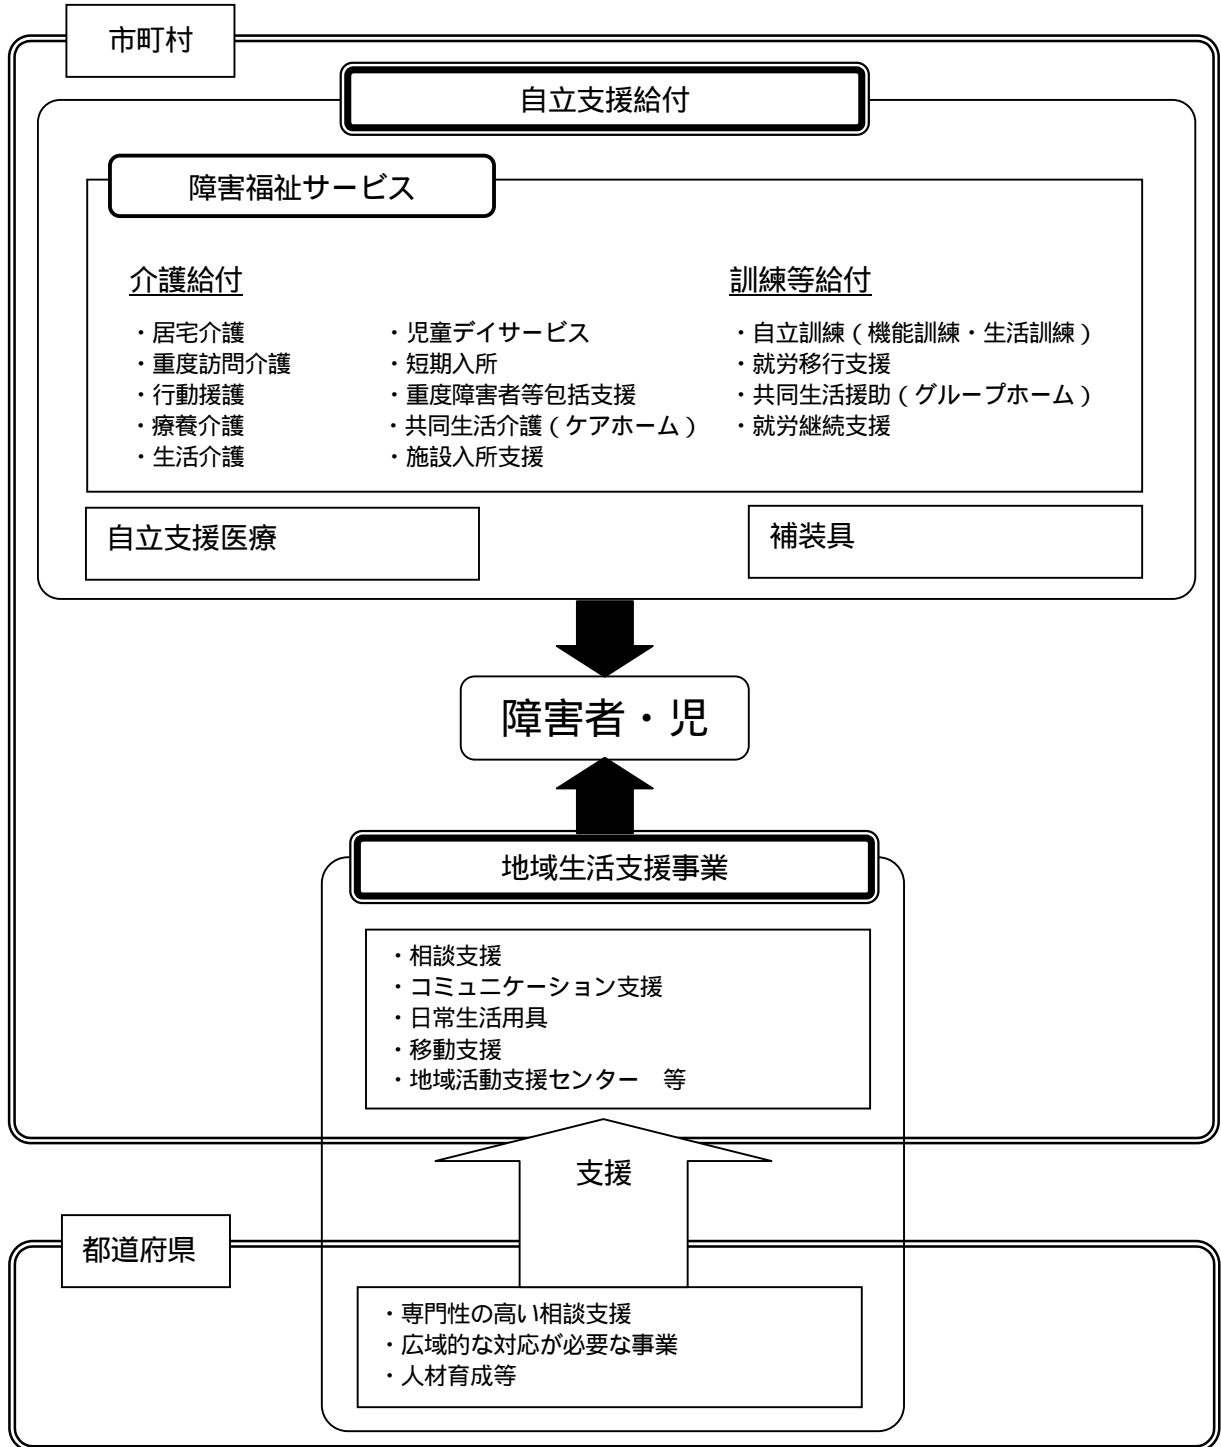 市町村
自立支援給付
障害福祉サービス
介護給付
・居宅介護
・重度訪問介護
・行動援護
・療養介護
・生活介護
・児童デイサービス
・短期入所
・重度障害者等包括支援
・共同生活介護（ケアホーム）
・施設入所支援
訓練等給付
・自立訓練（機能訓練・生活訓練）
・就労移行支援
・共同生活援助（グループホーム）
・就労継続支援
自立支援医療
補装具
障害者・児
地域生活支援事業
・相談支援
・コミュニケーション支援
・日常生活用具
・移動支援
・地域活動支援センター　等
支援
都道府県
・専門性の高い相談支援
・広域的な対応が必要な事業
・人材育成等